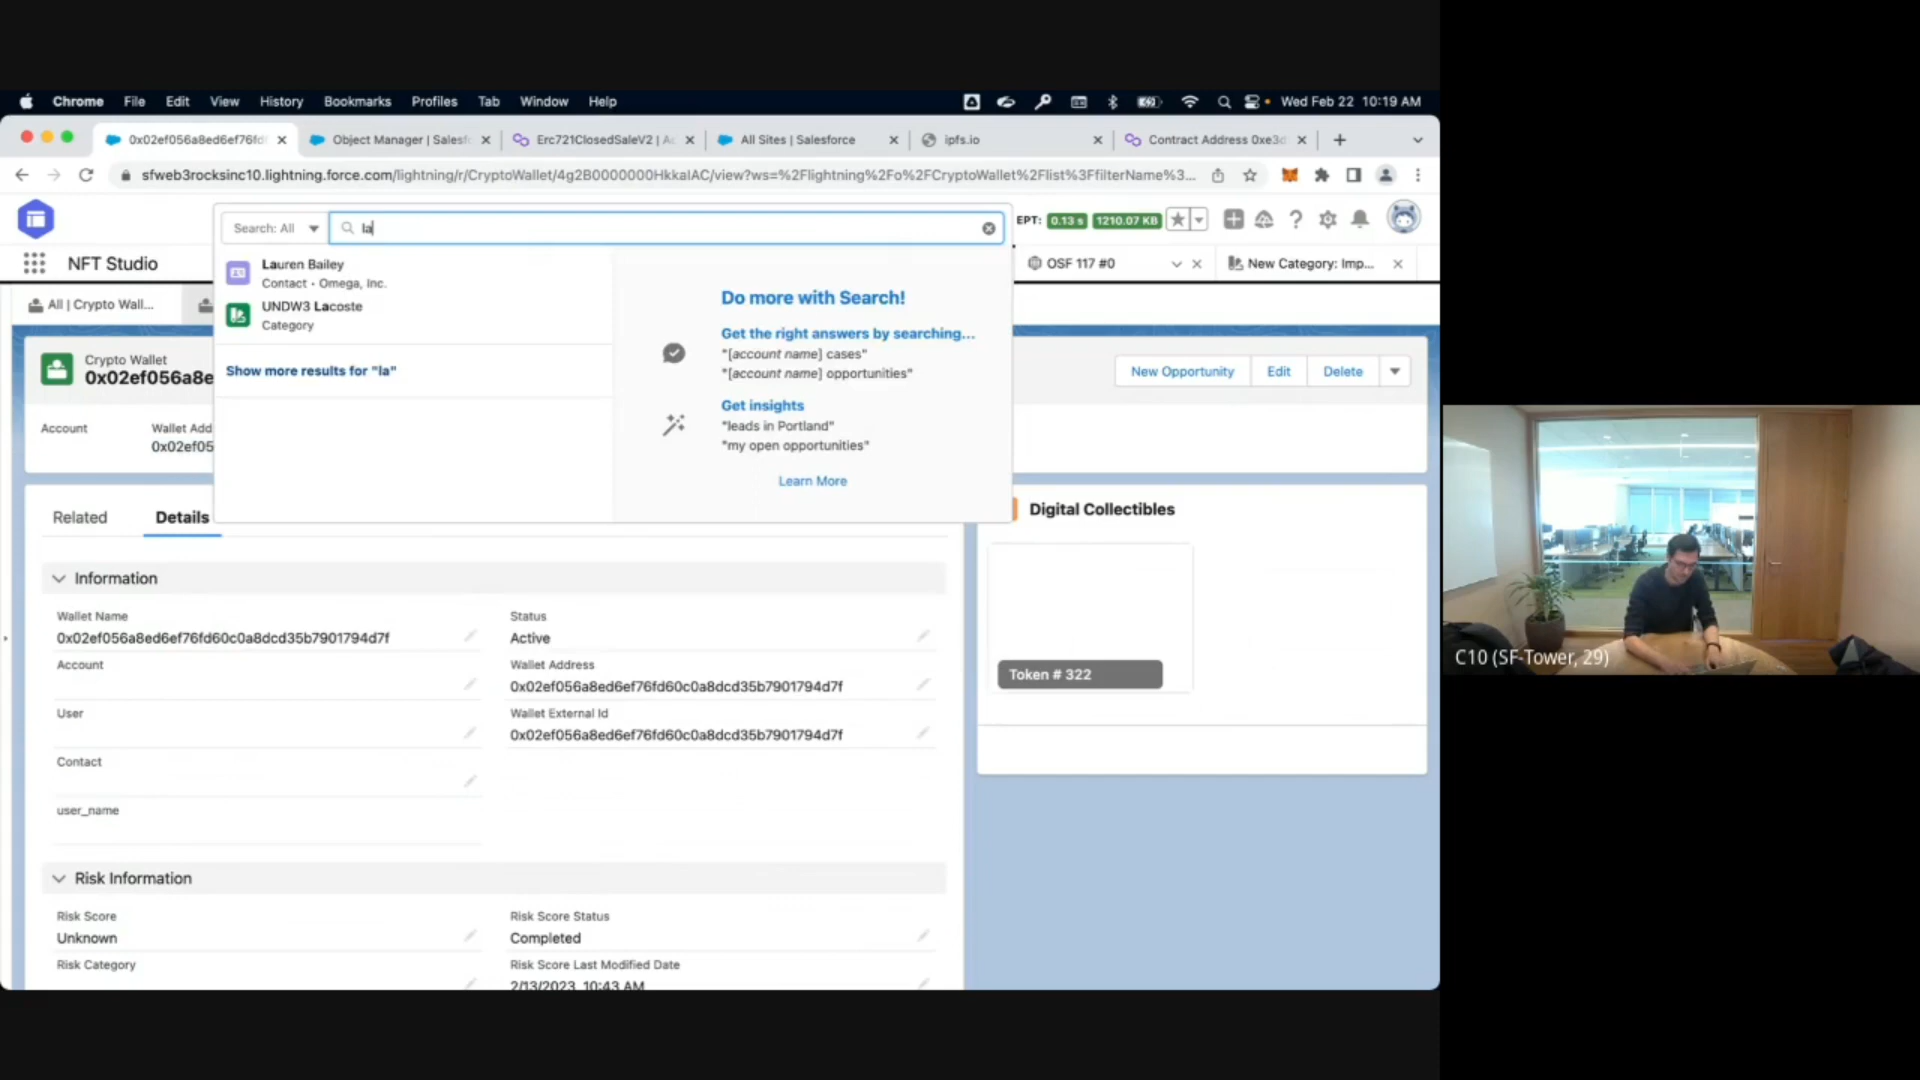 Chrome File Edit View History Bookmarks Profiles Tab Window Help
Wed Feb 22 10:19 AM
0x02ef056a8ed6ef76fd
Object Manager | Salesf
Erc721ClosedSaleV2 | A
All Sites | Salesforce
ipfs.io
Contract Address 0xe3
sfweb3rocksinc10.lightning.force.com/lightning/r/CryptoWallet/4g2B0000000HkkaIAC/view?ws=%2Flightning%2Fo%2FCryptoWallet%2Flist%3FfilterName%3...
Search: All
la
EPT: 0.13 s 1210.07 KB
NFT Studio
OSF 117 #0
New Category: Imp...
All | Crypto Wall...
Lauren Bailey
Contact • Omega, Inc.
UNDW3 Lacoste
Category
Show more results for "la"
Do more with Search!
Get the right answers by searching...
"[account name] cases"
"[account name] opportunities"
Get insights
"leads in Portland"
"my open opportunities"
Learn More
Crypto Wallet
0x02ef056a8e
New Opportunity Edit Delete
Account
Wallet Add
0x02ef05
Related Details
Digital Collectibles
Token # 322
Information
Wallet Name
0x02ef056a8ed6ef76fd60c0a8dcd35b7901794d7f
Status
Active
Account
Wallet Address
0x02ef056a8ed6ef76fd60c0a8dcd35b7901794d7f
User
Wallet External Id
0x02ef056a8ed6ef76fd60c0a8dcd35b7901794d7f
Contact
user_name
Risk Information
Risk Score
Unknown
Risk Score Status
Completed
Risk Category
Risk Score Last Modified Date
2/13/2023, 10:43 AM
C10 (SF-Tower, 29)